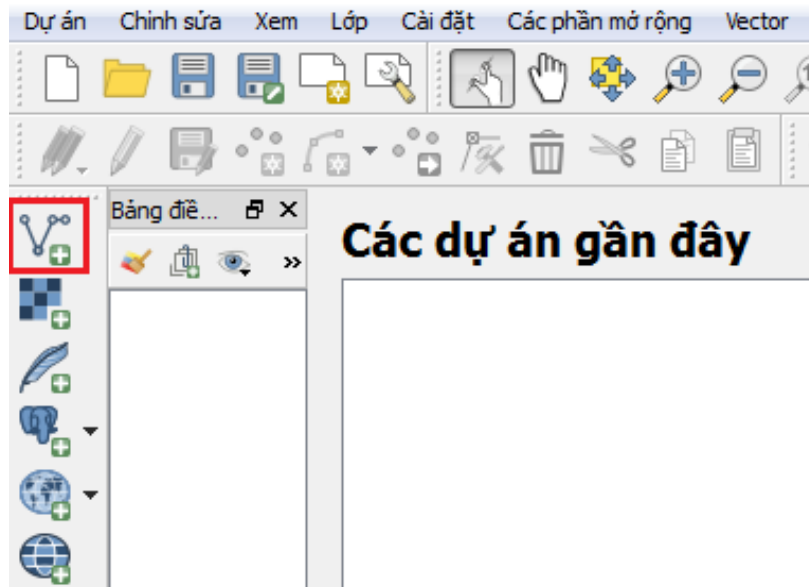 Dự án Chỉnh sửa Xem Lớp Cài đặt Các phần mở rộng Vector
Bảng điề...
Các dự án gần đây